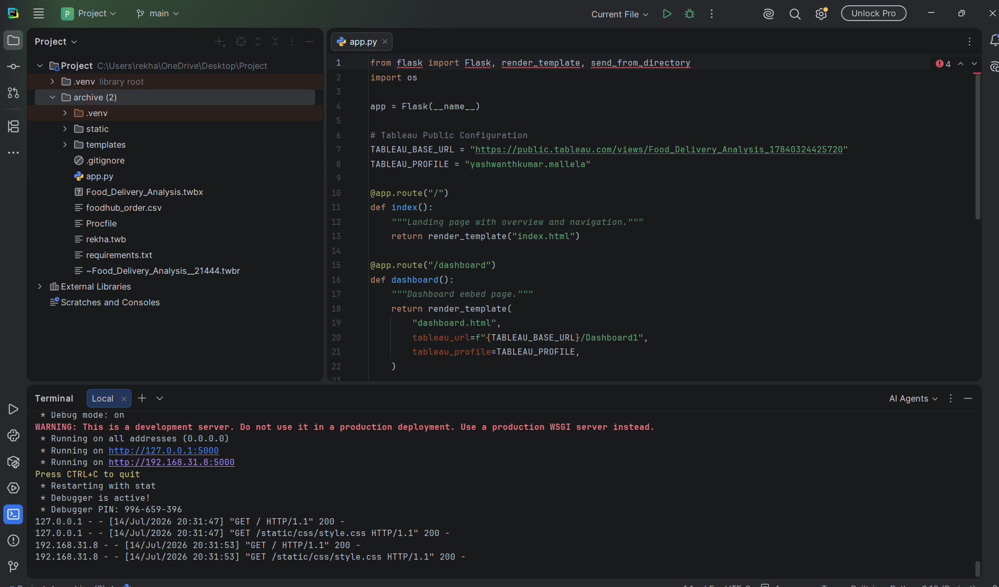 P Project main Current File Unlock Pro
Project
Project C:\Users\rekha\OneDrive\Desktop\Project
.venv library root
archive (2)
.venv
static
templates
.gitignore
app.py
Food_Delivery_Analysis.twbx
foodhub_order.csv
Procfile
rekha.twb
requirements.txt
~Food_Delivery_Analysis__21444.twbr
External Libraries
Scratches and Consoles
app.py
4
1 from flask import Flask, render_template, send_from_directory
2 import os
3
4 app = Flask(__name__)
5
6 # Tableau Public Configuration
7 TABLEAU_BASE_URL = "https://public.tableau.com/views/Food_Delivery_Analysis_17840324425720"
8 TABLEAU_PROFILE = "yashwanthkumar.mallela"
9
10 @app.route("/")
11 def index():
12 """Landing page with overview and navigation."""
13 return render_template("index.html")
14
15 @app.route("/dashboard")
16 def dashboard():
17 """Dashboard embed page."""
18 return render_template(
19 "dashboard.html",
20 tableau_url=f"{TABLEAU_BASE_URL}/Dashboard1",
21 tableau_profile=TABLEAU_PROFILE,
22 )
23
Terminal Local AI Agents
* Debug mode: on
WARNING: This is a development server. Do not use it in a production deployment. Use a production WSGI server instead.
* Running on all addresses (0.0.0.0)
* Running on http://127.0.0.1:5000
* Running on http://192.168.31.8:5000
Press CTRL+C to quit
* Restarting with stat
* Debugger is active!
* Debugger PIN: 996-659-396
127.0.0.1 - - [14/Jul/2026 20:31:47] "GET / HTTP/1.1" 200 -
127.0.0.1 - - [14/Jul/2026 20:31:47] "GET /static/css/style.css HTTP/1.1" 200 -
192.168.31.8 - - [14/Jul/2026 20:31:53] "GET / HTTP/1.1" 200 -
192.168.31.8 - - [14/Jul/2026 20:31:53] "GET /static/css/style.css HTTP/1.1" 200 -